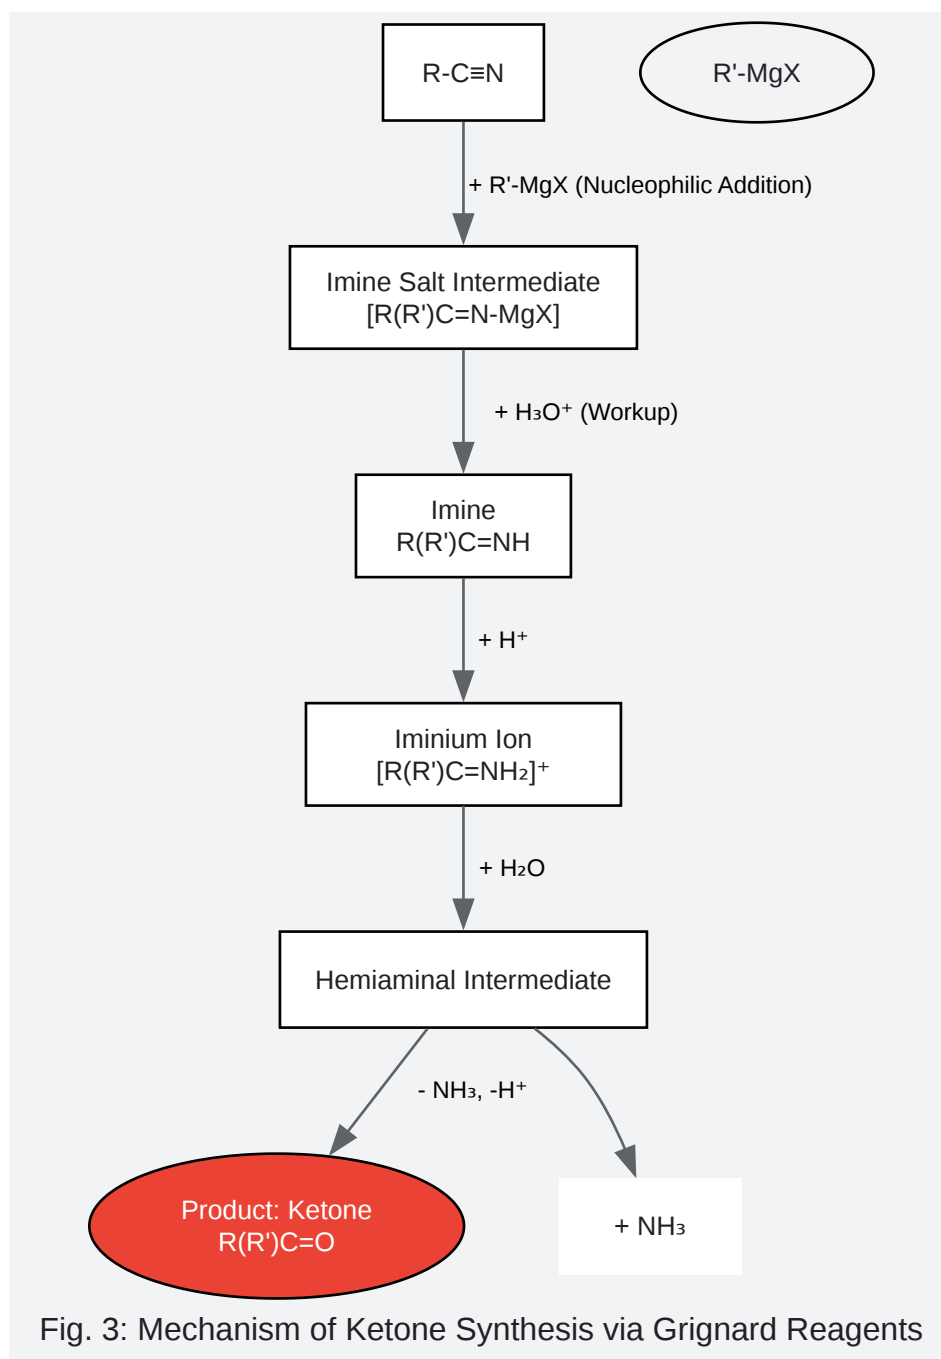 R-C≡N
R'-MgX
+ R'-MgX (Nucleophilic Addition)
Imine Salt Intermediate
[R(R')C=N-MgX]
+ H₃O⁺ (Workup)
Imine
R(R')C=NH
+ H⁺
Iminium Ion
[R(R')C=NH₂]⁺
+ H₂O
Hemiaminal Intermediate
- NH₃, -H⁺
Product: Ketone
R(R')C=O
+ NH₃
Fig. 3: Mechanism of Ketone Synthesis via Grignard Reagents